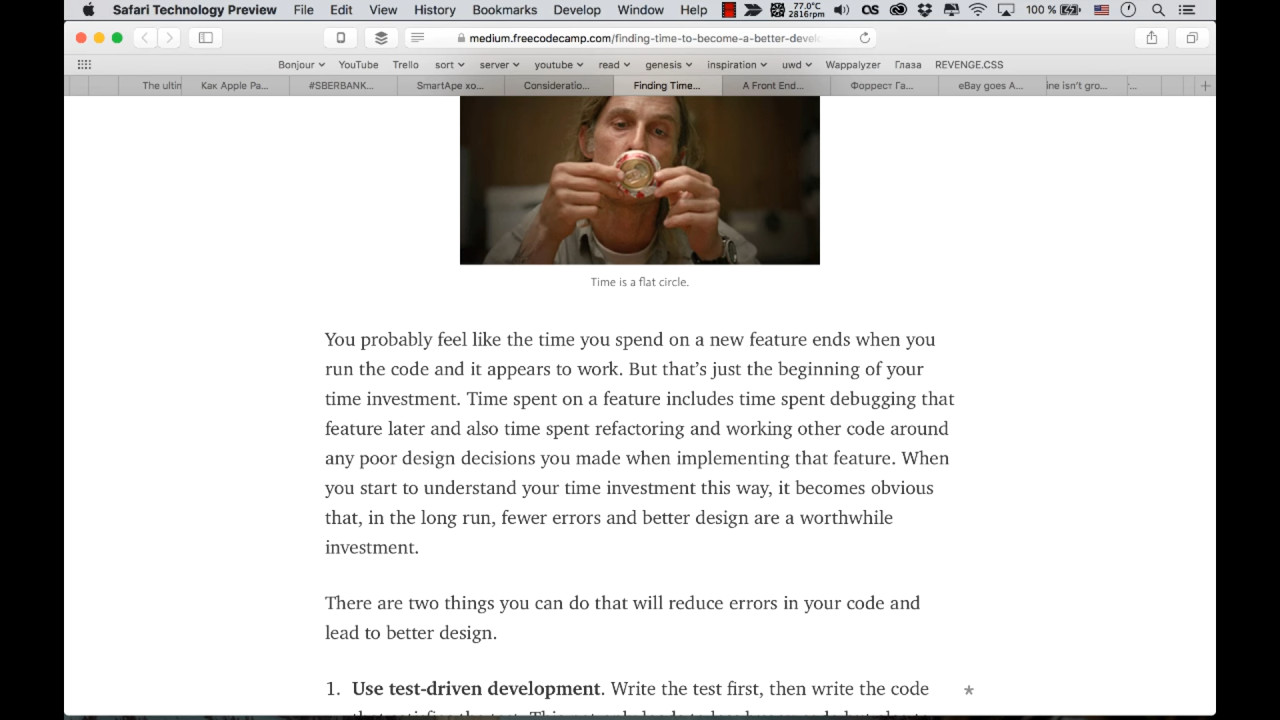 Safari Technology Preview File Edit View History Bookmarks Develop Window Help 77.0°C 2816rpm 100 %
medium.freecodecamp.com/finding-time-to-become-a-better-devel
Bonjour YouTube Trello sort server youtube read genesis inspiration uwd Wappalyzer Глаза REVENGE.CSS
The ultin Как Apple Pa... #SBERBANK... SmartApe xo... Consideratio... Finding Time... A Front End... Форрест Га... eBay goes A... ine isn't gro...
Time is a flat circle.
You probably feel like the time you spend on a new feature ends when you
run the code and it appears to work. But that’s just the beginning of your
time investment. Time spent on a feature includes time spent debugging that
feature later and also time spent refactoring and working other code around
any poor design decisions you made when implementing that feature. When
you start to understand your time investment this way, it becomes obvious
that, in the long run, fewer errors and better design are a worthwhile
investment.
There are two things you can do that will reduce errors in your code and
lead to better design.
1. Use test-driven development. Write the test first, then write the code *